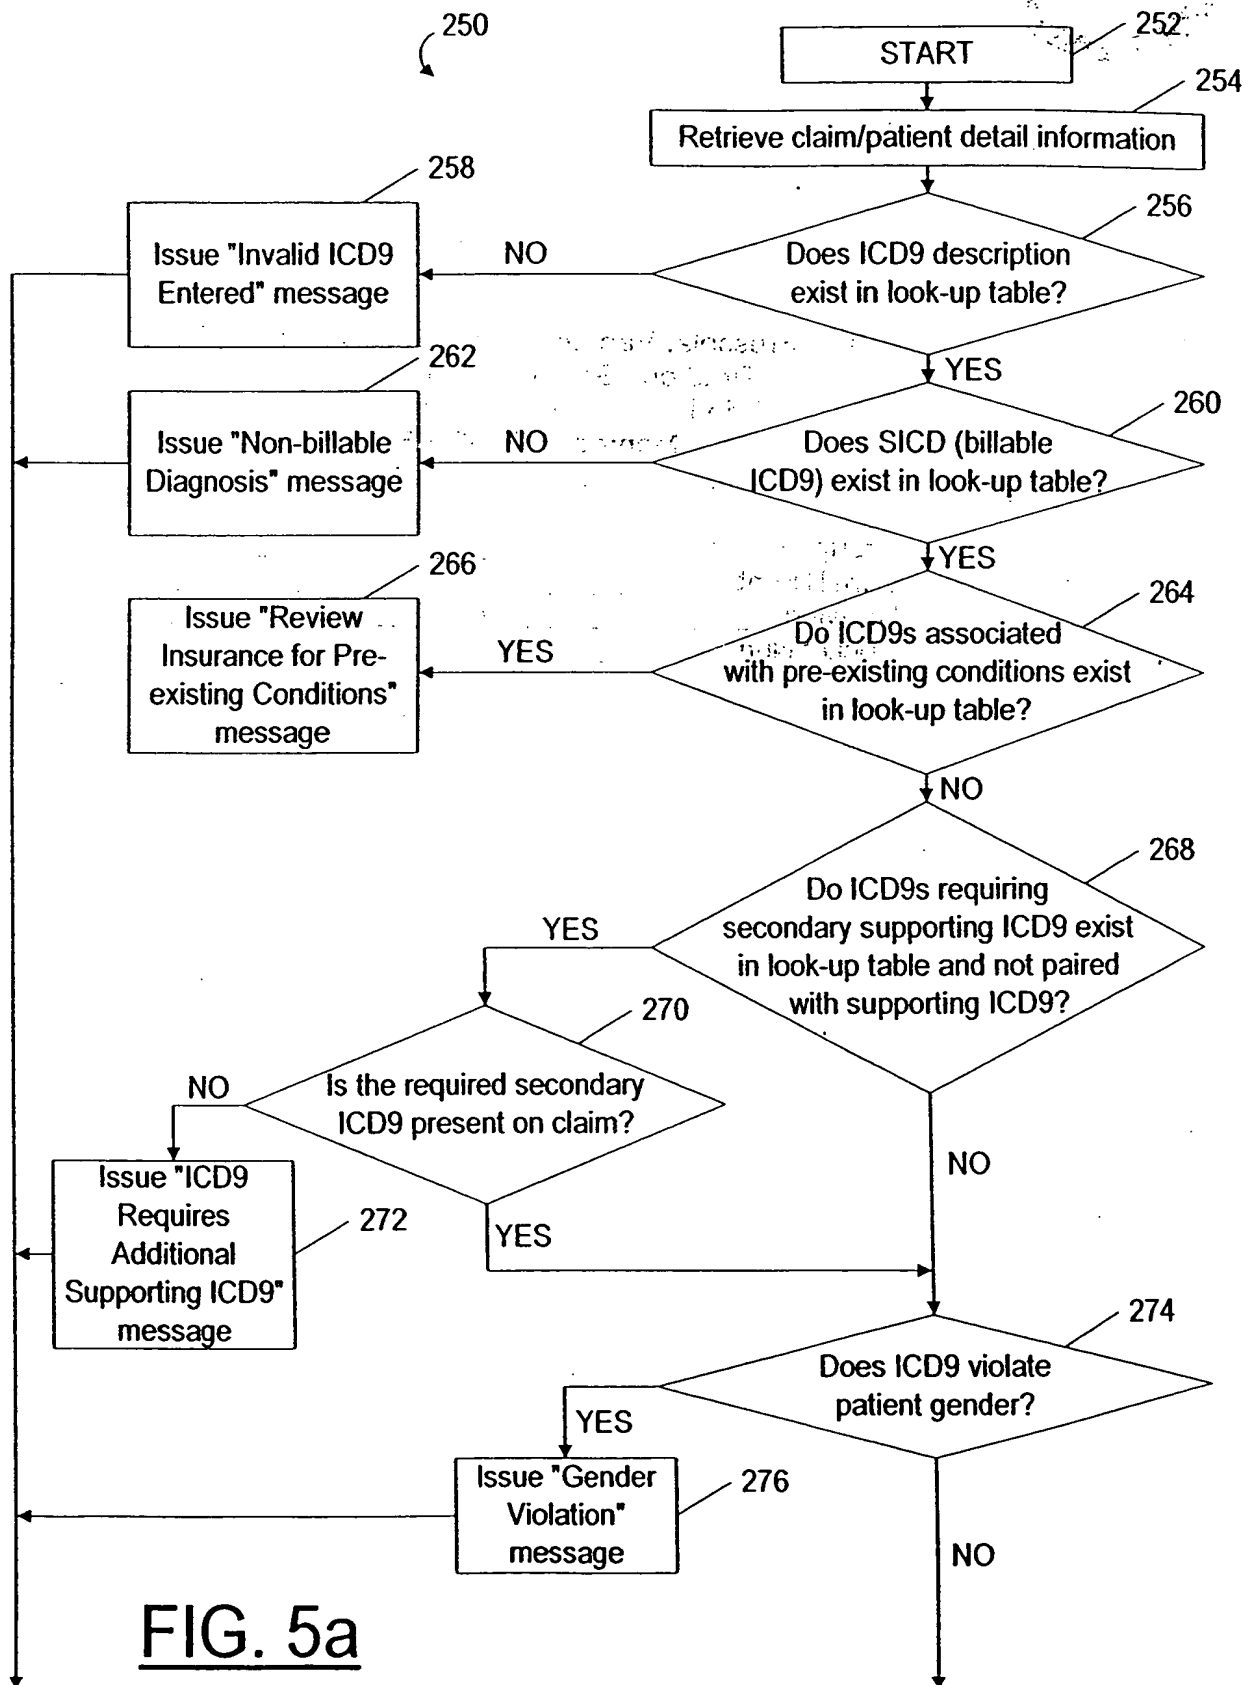 250
252
START
254
Retrieve claim/patient detail information
258
256
Issue "Invalid ICD9
Entered" message
NO
Does ICD9 description
exist in look-up table?
YES
262
260
Issue "Non-billable
Diagnosis" message
NO
Does SICD (billable
ICD9) exist in look-up table?
YES
266
264
Issue "Review
Insurance for Pre-
existing Conditions"
message
YES
Do ICD9s associated
with pre-existing conditions exist
in look-up table?
NO
268
Do ICD9s requiring
secondary supporting ICD9 exist
in look-up table and not paired
with supporting ICD9?
YES
270
Is the required secondary
ICD9 present on claim?
NO
NO
YES
Issue "ICD9
Requires
Additional
Supporting ICD9"
message
272
274
Does ICD9 violate
patient gender?
YES
Issue "Gender
Violation"
message
276
NO
FIG. 5a